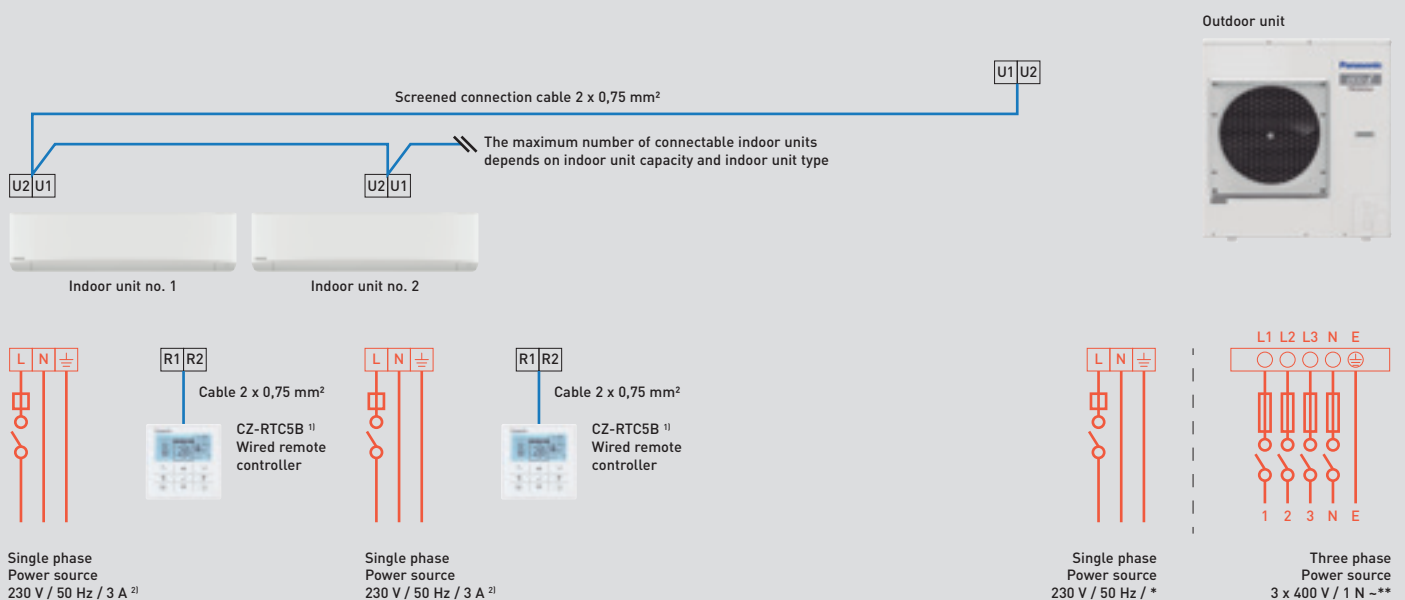 Outdoor unit
Panasonic
U1 U2
Screened connection cable 2 x 0,75 mm²
The maximum number of connectable indoor units
depends on indoor unit capacity and indoor unit type
U2 U1
U2 U1
Indoor unit no. 1
Indoor unit no. 2
L N
R1 R2
Cable 2 x 0,75 mm²
CZ-RTC5B ¹⁾
Wired remote
controller
L N
R1 R2
Cable 2 x 0,75 mm²
CZ-RTC5B ¹⁾
Wired remote
controller
L N
L1 L2 L3 N E
1 2 3 N E
Single phase
Power source
230 V / 50 Hz / 3 A ²⁾
Single phase
Power source
230 V / 50 Hz / 3 A ²⁾
Single phase
Power source
230 V / 50 Hz / *
Three phase
Power source
3 x 400 V / 1 N ~**